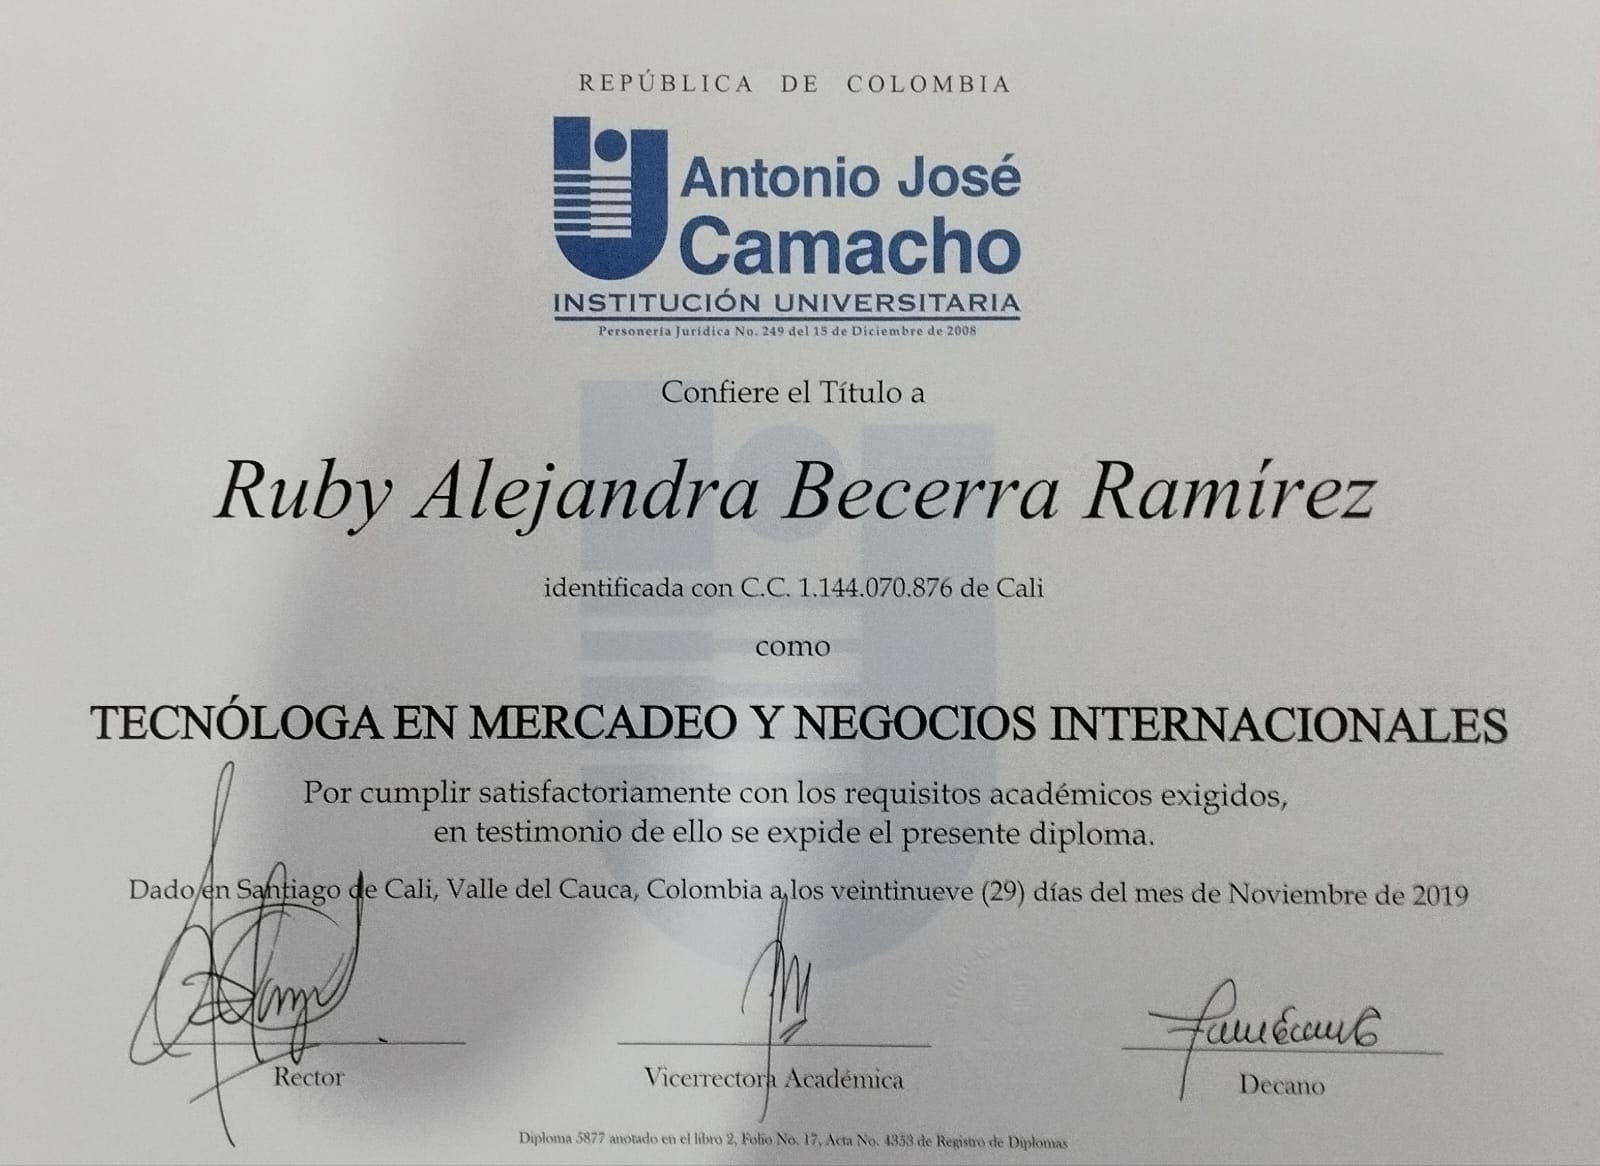 REPÚBLICA DE COLOMBIA
Antonio José
Camacho
INSTITUCIÓN UNIVERSITARIA
Personería Jurídica No. 249 del 15 de Diciembre de 2008
Confiere el Título a
Ruby Alejandra Becerra Ramírez
identificada con C.C. 1.144.070.876 de Cali
como
TECNÓLOGA EN MERCADEO Y NEGOCIOS INTERNACIONALES
Por cumplir satisfactoriamente con los requisitos académicos exigidos,
en testimonio de ello se expide el presente diploma.
Dado en Santiago de Cali, Valle del Cauca, Colombia a los veintinueve (29) días del mes de Noviembre de 2019
Rector
Vicerrectora Académica
Decano
Diploma 5877 anotado en el libro 2, Folio No. 17, Acta No. 4353 de Registro de Diplomas